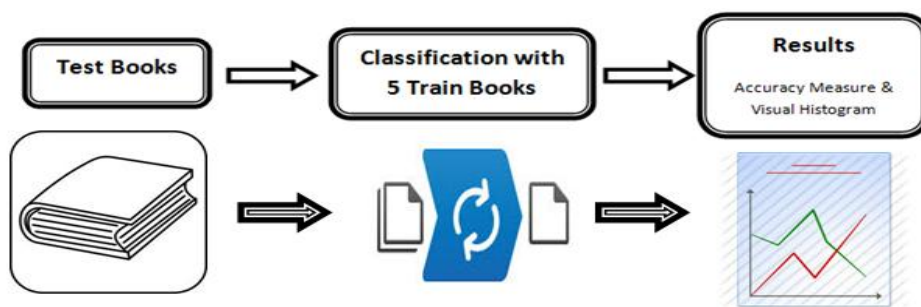 Test Books
Classification with
5 Train Books
Results
Accuracy Measure &
Visual Histogram